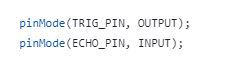 pinMode(TRIG_PIN, OUTPUT);
pinMode(ECHO_PIN, INPUT);